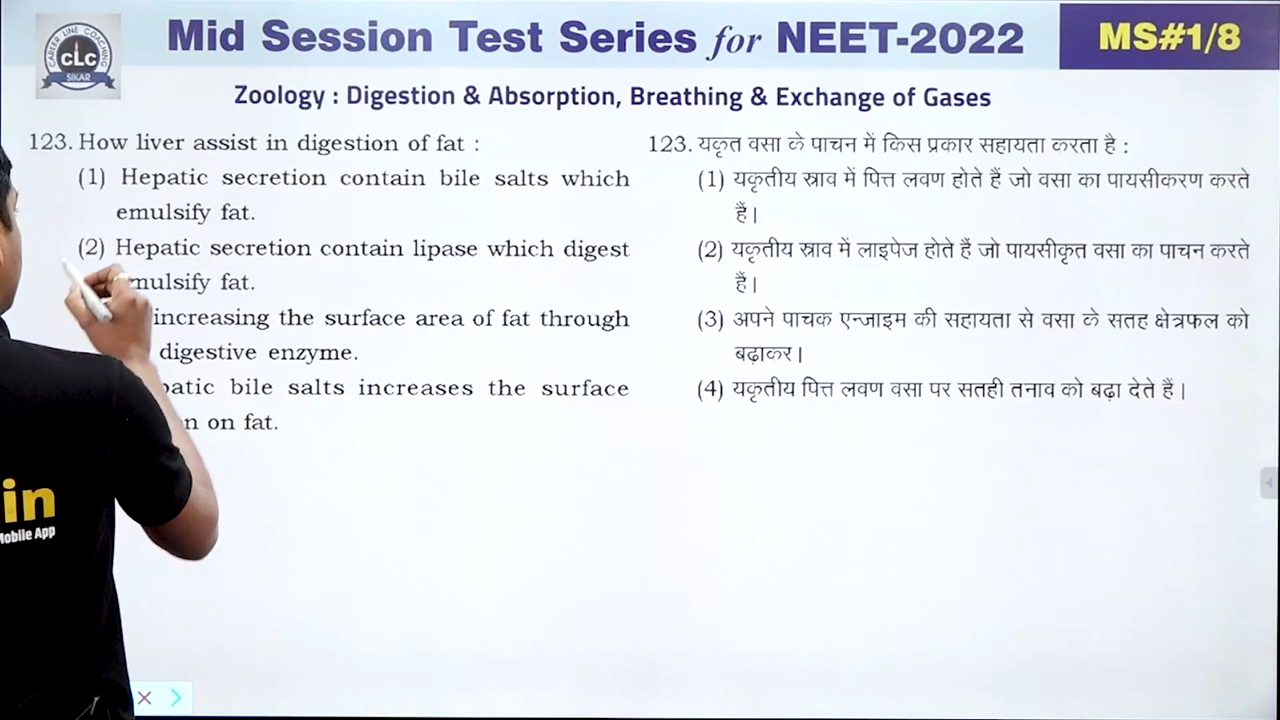 CAREER LINE COACHING
CLC
SIKAR
Mid Session Test Series for NEET-2022
MS#1/8
Zoology : Digestion & Absorption, Breathing & Exchange of Gases
123. How liver assist in digestion of fat :
(1) Hepatic secretion contain bile salts which
emulsify fat.
(2) Hepatic secretion contain lipase which digest
mulsify fat.
increasing the surface area of fat through
digestive enzyme.
bile salts increases the surface
on fat.
123. यकृत वसा के पाचन में किस प्रकार सहायता करता है :
(1) यकृतीय स्राव में पित्त लवण होते हैं जो वसा का पायसीकरण करते
हैं।
(2) यकृतीय स्राव में लाइपेज होते हैं जो पायसीकृत वसा का पाचन करते
हैं।
(3) अपने पाचक एन्जाइम की सहायता से वसा के सतह क्षेत्रफल को
बढ़ाकर।
(4) यकृतीय पित्त लवण वसा पर सतही तनाव को बढ़ा देते हैं।
in
Mobile App